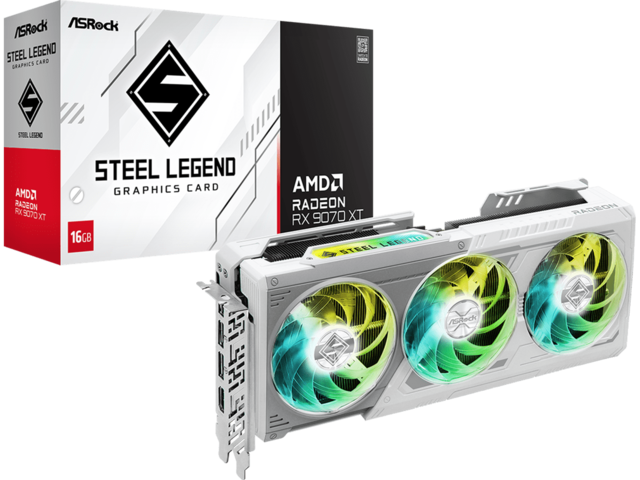 ASRock
STEEL LEGEND
GRAPHICS CARD
AMD
RADEON
RX 9070 XT
16GB
ASRock
STEEL LEGEND
GRAPHICS CARD
AMD
RADEON
RX 9070 XT
STEEL LEGEND
RADEON
ASRock